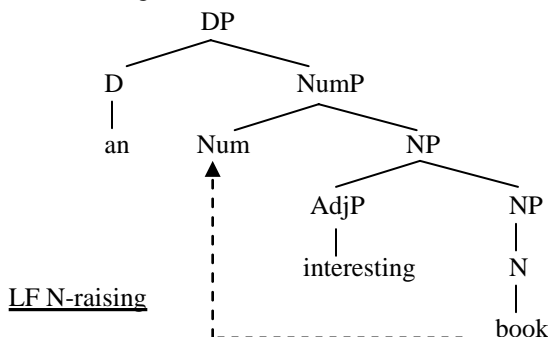 DP
D NumP
an Num NP
AdjP NP
interesting N
LF N-raising
book